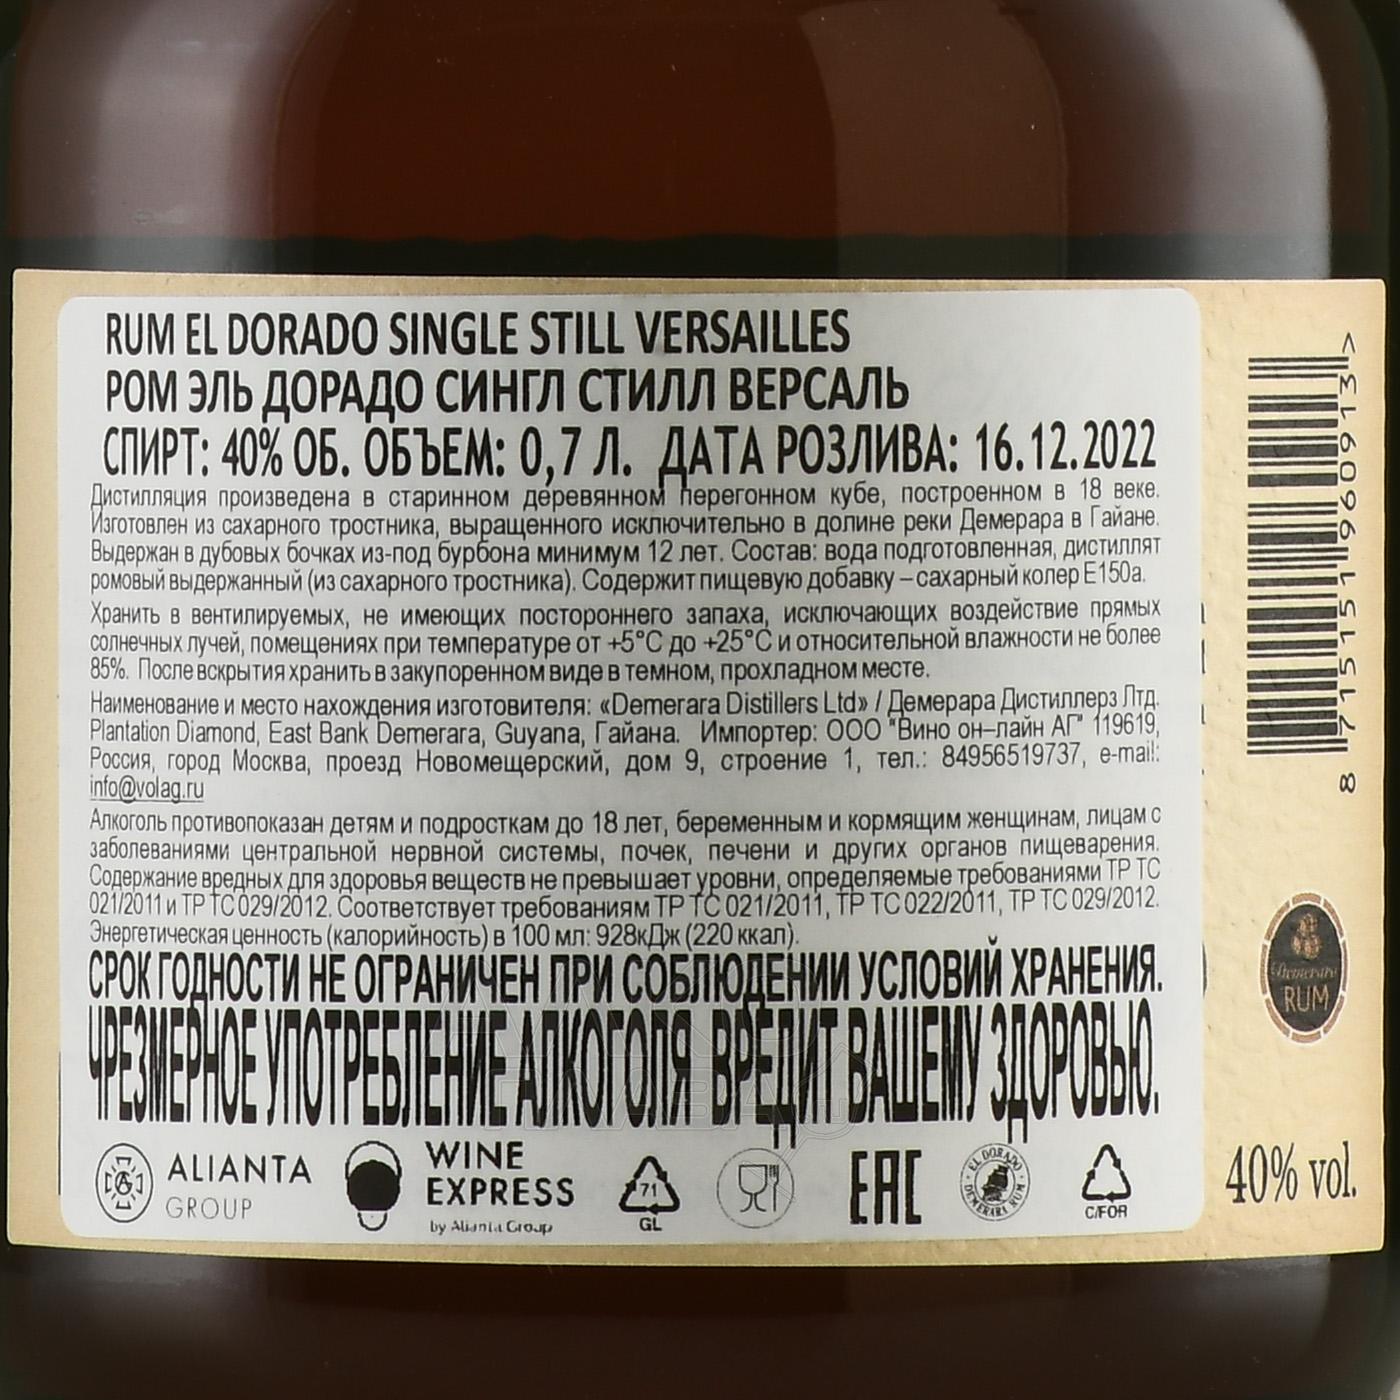 RUM EL DORADO SINGLE STILL VERSAILLES
РОМ ЭЛЬ ДОРАДО СИНГЛ СТИЛЛ ВЕРСАЛЬ
СПИРТ: 40% ОБ. ОБЪЕМ: 0,7 Л. ДАТА РОЗЛИВА: 16.12.2022
Дистилляция произведена в старинном деревянном перегонном кубе, построенном в 18 веке.
Изготовлен из сахарного тростника, выращенного исключительно в долине реки Демерара в Гайане.
Выдержан в дубовых бочках из-под бурбона минимум 12 лет. Состав: вода подготовленная, дистиллят
ромовый выдержанный (из сахарного тростника). Содержит пищевую добавку – сахарный колер Е150а.
Хранить в вентилируемых, не имеющих постороннего запаха, исключающих воздействие прямых
солнечных лучей, помещениях при температуре от +5°С до +25°С и относительной влажности не более
85%. После вскрытия хранить в закупоренном виде в темном, прохладном месте.
Наименование и место нахождения изготовителя: «Demerara Distillers Ltd» / Демерара Дистиллерз Лтд.
Plantation Diamond, East Bank Demerara, Guyana, Гайана. Импортер: ООО "Вино он–лайн АГ" 119619,
Россия, город Москва, проезд Новомещерский, дом 9, строение 1, тел.: 84956519737, e-mail:
info@volag.ru
Алкоголь противопоказан детям и подросткам до 18 лет, беременным и кормящим женщинам, лицам с
заболеваниями центральной нервной системы, почек, печени и других органов пищеварения.
Содержание вредных для здоровья веществ не превышает уровни, определяемые требованиями ТР ТС
021/2011 и ТР ТС 029/2012. Соответствует требованиям ТР ТС 021/2011, ТР ТС 022/2011, ТР ТС 029/2012.
Энергетическая ценность (калорийность) в 100 мл: 928кДж (220 ккал).
СРОК ГОДНОСТИ НЕ ОГРАНИЧЕН ПРИ СОБЛЮДЕНИИ УСЛОВИЙ ХРАНЕНИЯ.
ЧРЕЗМЕРНОЕ УПОТРЕБЛЕНИЕ АЛКОГОЛЯ ВРЕДИТ ВАШЕМУ ЗДОРОВЬЮ.
ALIANTA
GROUP
WINE
EXPRESS
by Alianta Group
71
GL
EAC
EL DORADO
DEMERARA RUM
C/FOR
8 715151 960913 >
Demerara
RUM
40% vol.